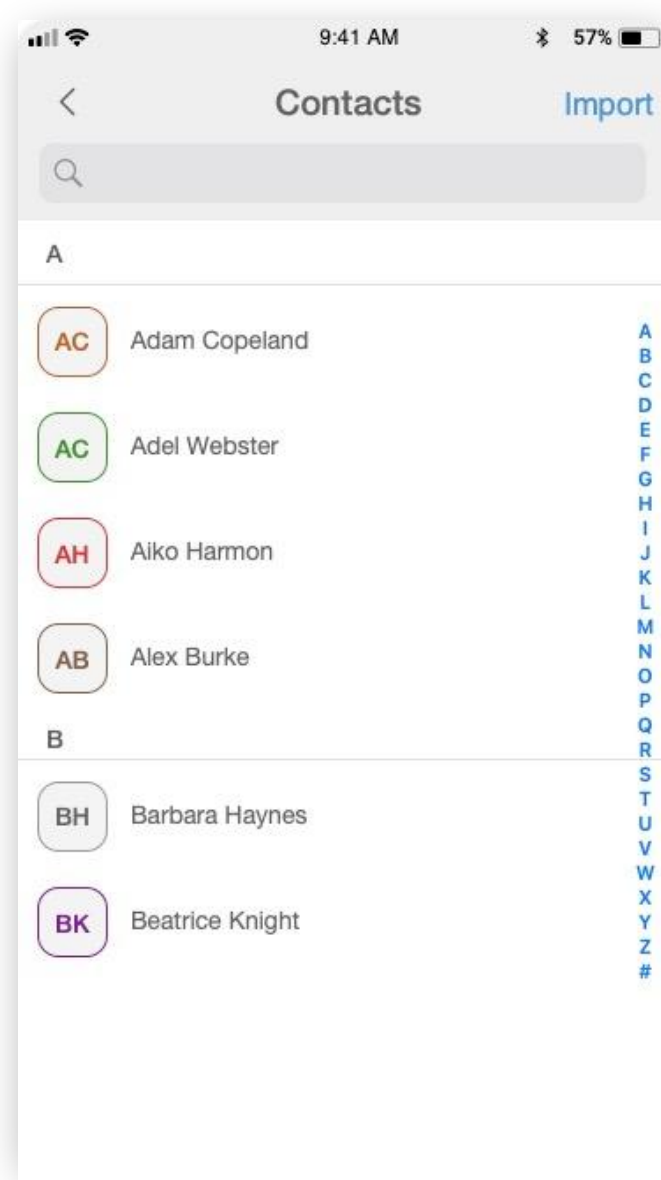 9:41 AM 57%
Contacts Import
A
AC Adam Copeland
AC Adel Webster
AH Aiko Harmon
AB Alex Burke
B
BH Barbara Haynes
BK Beatrice Knight
A
B
C
D
E
F
G
H
I
J
K
L
M
N
O
P
Q
R
S
T
U
V
W
X
Y
Z
#